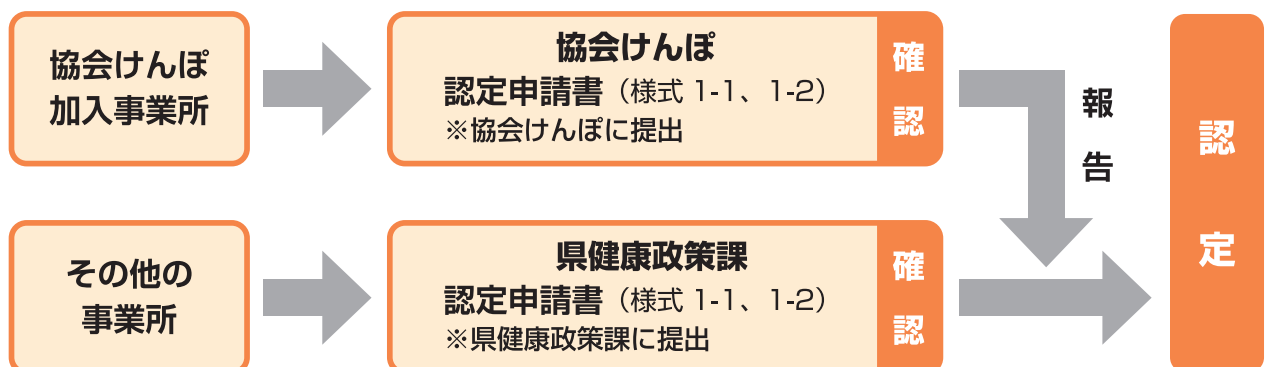 協会けんぽ
加入事業所
協会けんぽ
認定申請書（様式 1-1、1-2）
※協会けんぽに提出
確認
報告
その他の
事業所
県健康政策課
認定申請書（様式 1-1、1-2）
※県健康政策課に提出
確認
認定